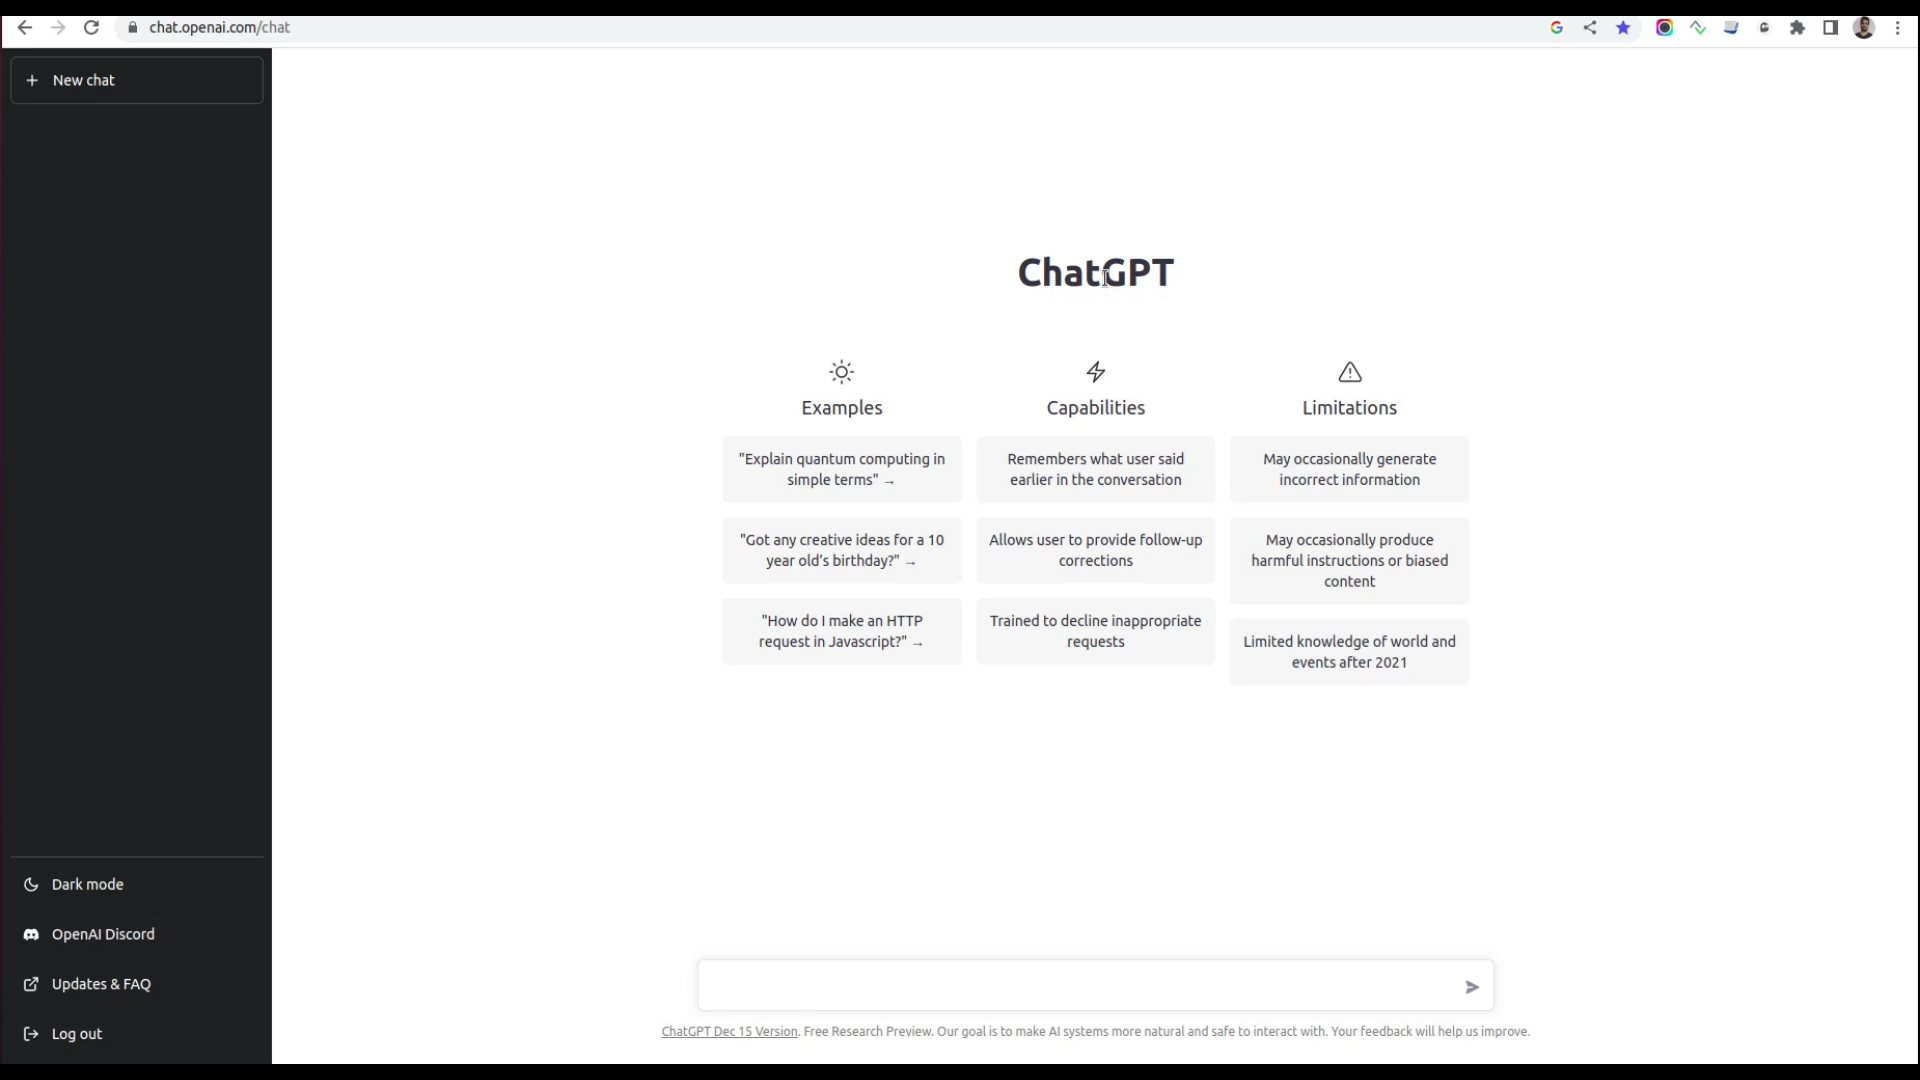 chat.openai.com/chat
New chat
ChatGPT
Examples
"Explain quantum computing in
simple terms" →
"Got any creative ideas for a 10
year old’s birthday?" →
"How do I make an HTTP
request in Javascript?" →
Capabilities
Remembers what user said
earlier in the conversation
Allows user to provide follow-up
corrections
Trained to decline inappropriate
requests
Limitations
May occasionally generate
incorrect information
May occasionally produce
harmful instructions or biased
content
Limited knowledge of world and
events after 2021
Dark mode
OpenAI Discord
Updates & FAQ
Log out
ChatGPT Dec 15 Version. Free Research Preview. Our goal is to make AI systems more natural and safe to interact with. Your feedback will help us improve.